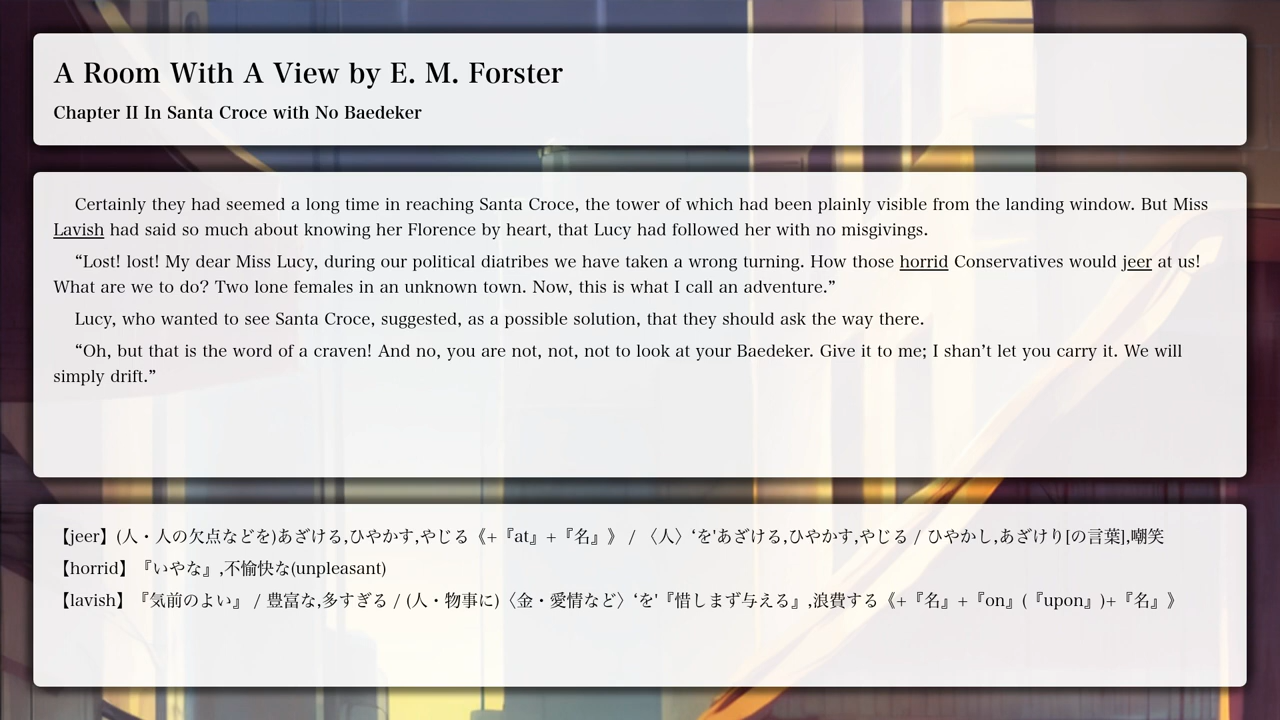 A Room With A View by E. M. Forster
Chapter II In Santa Croce with No Baedeker
Certainly they had seemed a long time in reaching Santa Croce, the tower of which had been plainly visible from the landing window. But Miss
Lavish had said so much about knowing her Florence by heart, that Lucy had followed her with no misgivings.
“Lost! lost! My dear Miss Lucy, during our political diatribes we have taken a wrong turning. How those horrid Conservatives would jeer at us!
What are we to do? Two lone females in an unknown town. Now, this is what I call an adventure.”
Lucy, who wanted to see Santa Croce, suggested, as a possible solution, that they should ask the way there.
“Oh, but that is the word of a craven! And no, you are not, not, not to look at your Baedeker. Give it to me; I shan’t let you carry it. We will
simply drift.”
【jeer】(人・人の欠点などを)あざける,ひやかす,やじる《+『at』+『名』》 / 〈人〉‘を'あざける,ひやかす,やじる / ひやかし,あざけり[の言葉],嘲笑
【horrid】『いやな』,不愉快な(unpleasant)
【lavish】『気前のよい』 / 豊富な,多すぎる / (人・物事に)〈金・愛情など〉‘を'『惜しまず与える』,浪費する《+『名』+『on』(『upon』)+『名』》